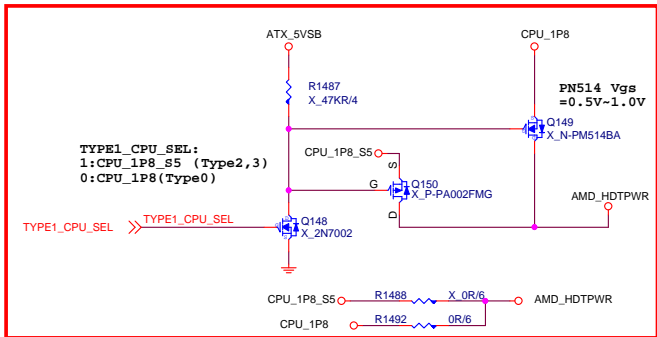 ATX_5VSB
CPU_1P8
R1487
X_47KR/4
PN514 Vgs
=0.5V~1.0V
Q149
X_N-PM514BA
TYPE1_CPU_SEL:
1:CPU_1P8_S5 (Type2,3)
0:CPU_1P8(Type0)
CPU_1P8_S5
S
G
D
Q150
X_P-PA002FMG
AMD_HDTPWR
TYPE1_CPU_SEL
TYPE1_CPU_SEL
Q148
X_2N7002
CPU_1P8_S5
R1488
X_0R/6
AMD_HDTPWR
CPU_1P8
R1492
0R/6